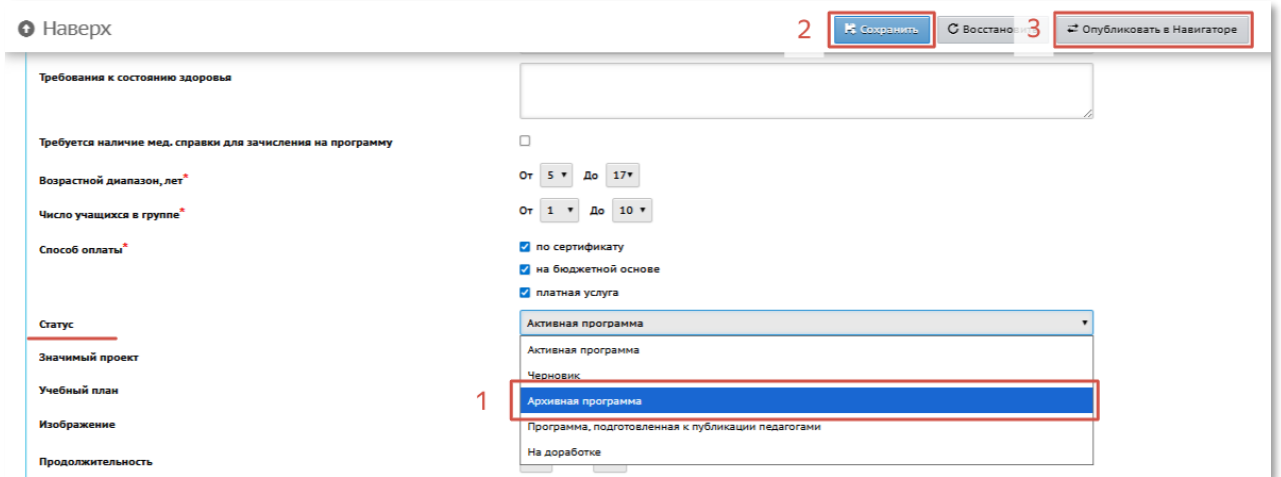 Наверх
2
Сохранить
Восстанов
3
Опубликовать в Навигаторе
Требования к состоянию здоровья
Требуется наличие мед. справки для зачисления на программу
Возрастной диапазон, лет*
От 5 До 17
Число учащихся в группе*
От 1 До 10
Способ оплаты*
по сертификату
на бюджетной основе
платная услуга
Статус
Активная программа
Активная программа
Значимый проект
Черновик
Учебный план
1
Архивная программа
Изображение
Программа, подготовленная к публикации педагогами
На доработке
Продолжительность